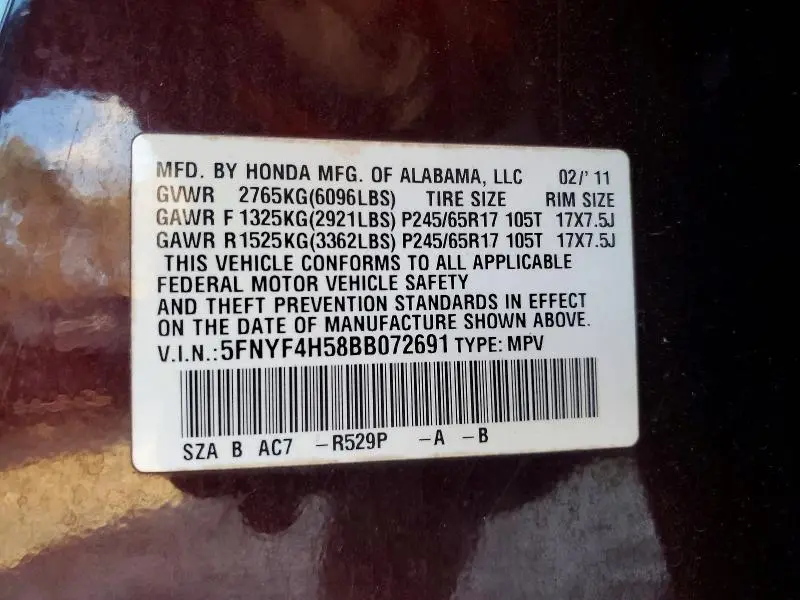 MFD. BY HONDA MFG. OF ALABAMA, LLC 02/' 11
GVWR 2765KG(6096LBS) TIRE SIZE RIM SIZE
GAWR F 1325KG(2921LBS) P245/65R17 105T 17X7.5J
GAWR R 1525KG(3362LBS) P245/65R17 105T 17X7.5J
THIS VEHICLE CONFORMS TO ALL APPLICABLE
FEDERAL MOTOR VEHICLE SAFETY
AND THEFT PREVENTION STANDARDS IN EFFECT
ON THE DATE OF MANUFACTURE SHOWN ABOVE.
V.I.N.: 5FNYF4H58BB072691 TYPE: MPV
SZA B AC7 -R529P -A -B